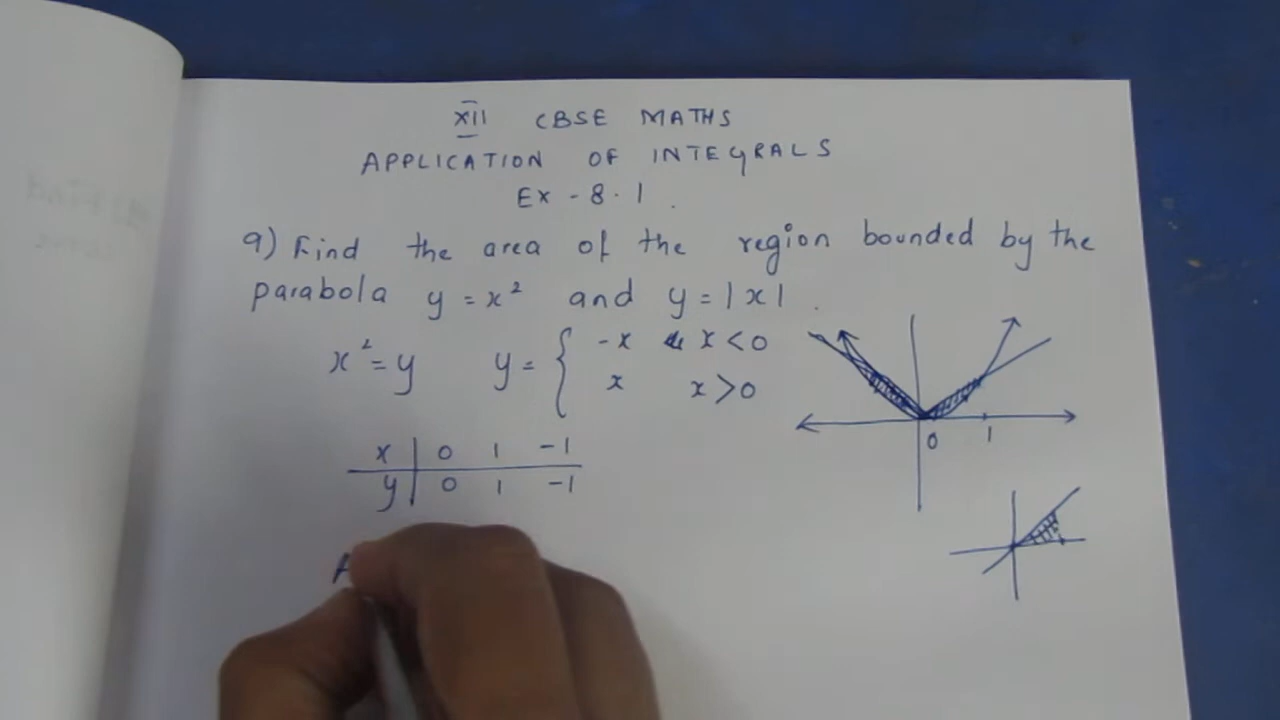 XII CBSE MATHS
APPLICATION OF INTEGRALS
EX - 8.1.
9) Find the area of the region bounded by the
parabola y = x² and y = |x|.
x² = y y = { -x x < 0
x x > 0
x | 0 1 -1
y | 0 1 -1
0 1
A